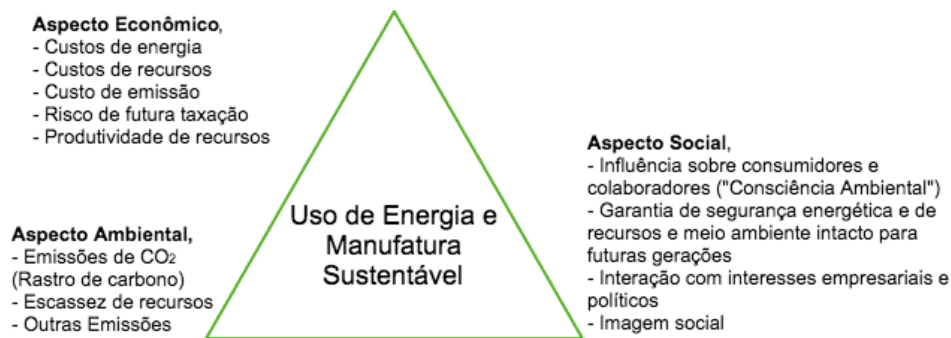 Aspecto Econômico,
- Custos de energia
- Custos de recursos
- Custo de emissão
- Risco de futura taxação
- Produtividade de recursos
Aspecto Social,
- Influência sobre consumidores e
colaboradores ("Consciência Ambiental")
- Garantia de segurança energética e de
recursos e meio ambiente intacto para
futuras gerações
- Interação com interesses empresariais e
políticos
- Imagem social
Uso de Energia e
Manufatura
Sustentável
Aspecto Ambiental,
- Emissões de CO₂
(Rastro de carbono)
- Escassez de recursos
- Outras Emissões